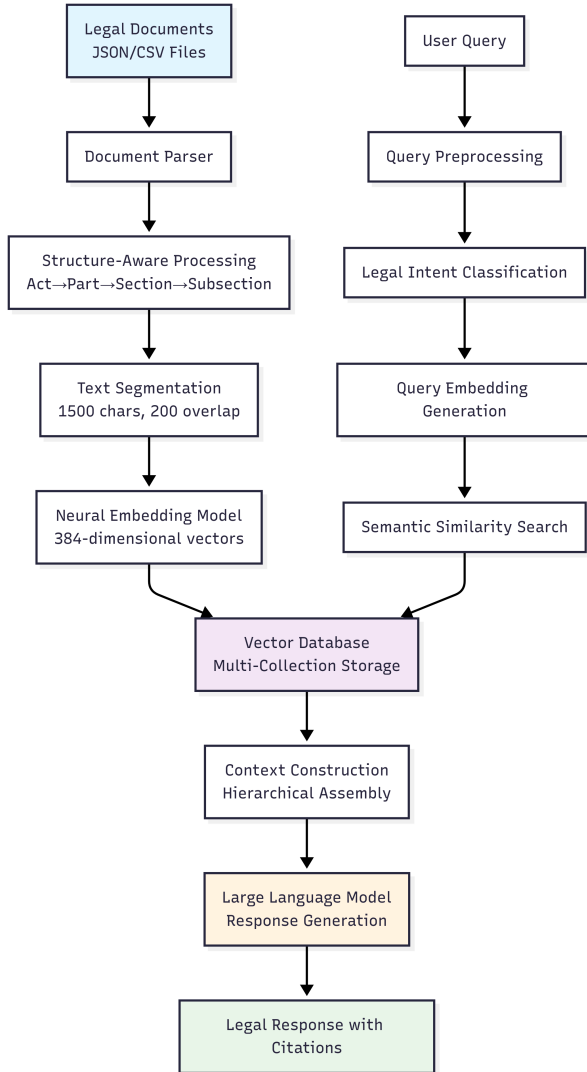 Legal Documents
JSON/CSV Files
User Query
Document Parser
Query Preprocessing
Structure-Aware Processing
Act→Part→Section→Subsection
Legal Intent Classification
Text Segmentation
1500 chars, 200 overlap
Query Embedding
Generation
Neural Embedding Model
384-dimensional vectors
Semantic Similarity Search
Vector Database
Multi-Collection Storage
Context Construction
Hierarchical Assembly
Large Language Model
Response Generation
Legal Response with
Citations